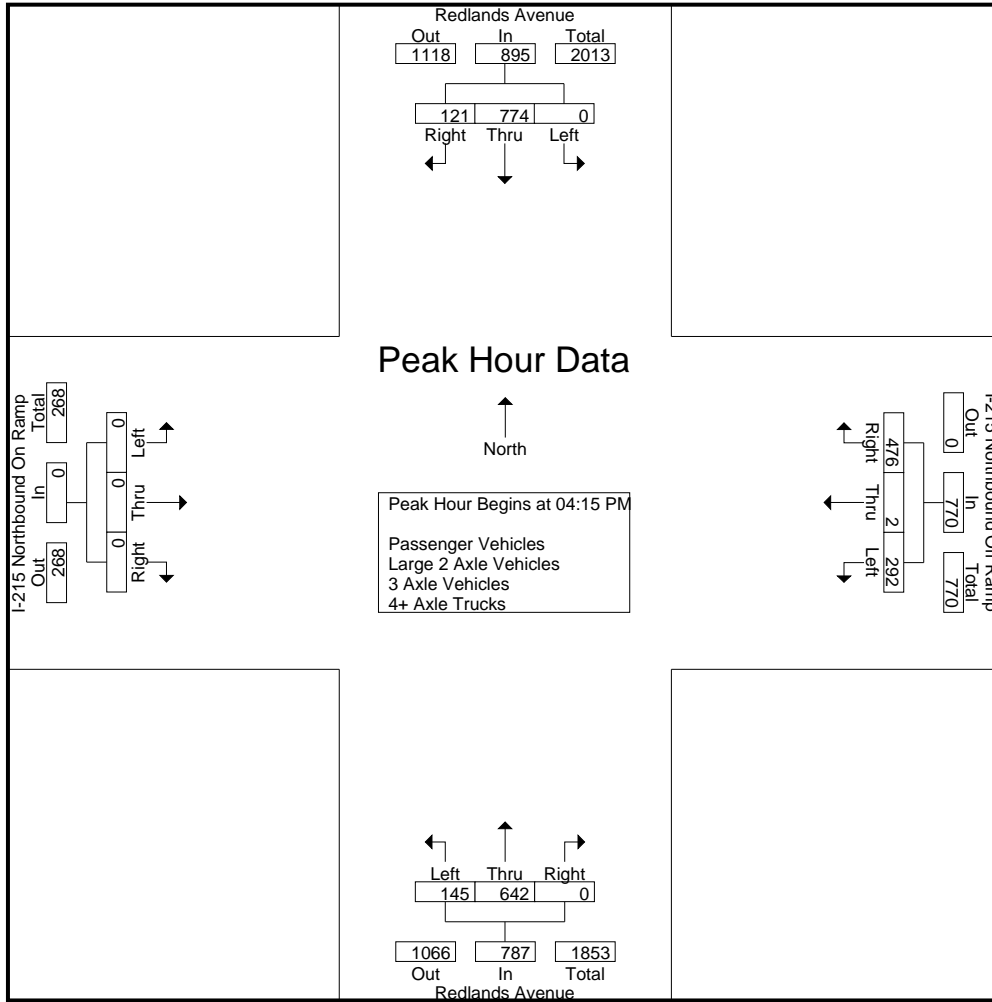 Redlands Avenue
Out In Total
1118 895 2013
121 774 0
Right Thru Left
Peak Hour Data
North
Peak Hour Begins at 04:15 PM
Passenger Vehicles
Large 2 Axle Vehicles
3 Axle Vehicles
4+ Axle Trucks
I-215 Northbound On Ramp
Total 268
In 0
Out 268
0 Left
0 Thru
0 Right
Right 476
Thru 2
Left 292
Out 0
In 770
Total 770
I-215 Northbound On Ramp
Left Thru Right
145 642 0
1066 787 1853
Out In Total
Redlands Avenue